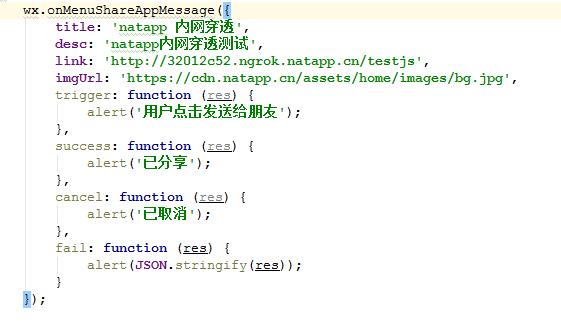 wx.onMenuShareAppMessage({
title: 'natapp 内网穿透',
desc: 'natapp内网穿透测试',
link: 'http://32012c52.ngrok.natapp.cn/testjs',
imgUrl: 'https://cdn.natapp.cn/assets/home/images/bg.jpg',
trigger: function (res) {
alert('用户点击发送给朋友');
},
success: function (res) {
alert('已分享');
},
cancel: function (res) {
alert('已取消');
},
fail: function (res) {
alert(JSON.stringify(res));
}
});